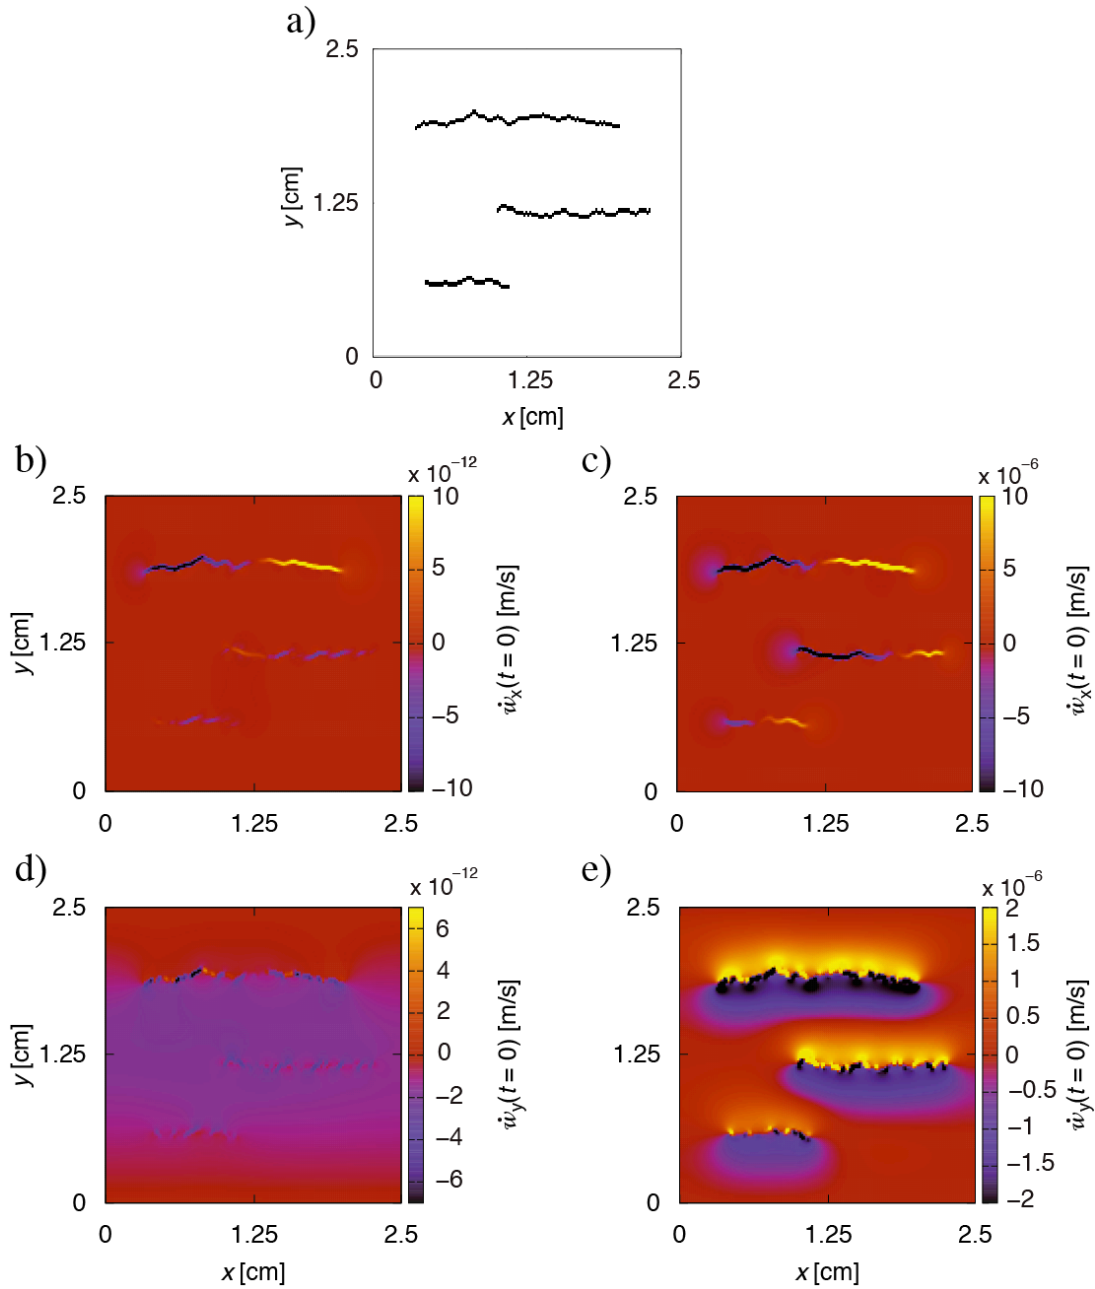 a)
2.5
y [cm]
1.25
0
0 1.25 2.5
x [cm]
b)
x 10⁻¹²
2.5
10
5
y [cm]
1.25
0
ẇx(t = 0) [m/s]
−5
0
−10
0 1.25 2.5
c)
x 10⁻⁶
2.5
10
5
1.25
0
ẇx(t = 0) [m/s]
−5
0
−10
0 1.25 2.5
d)
x 10⁻¹²
2.5
6
4
2
y [cm]
1.25
0
ẇy(t = 0) [m/s]
−2
−4
−6
0
0 1.25 2.5
x [cm]
e)
x 10⁻⁶
2.5
2
1.5
1
0.5
1.25
0
ẇy(t = 0) [m/s]
−0.5
−1
−1.5
0
−2
0 1.25 2.5
x [cm]